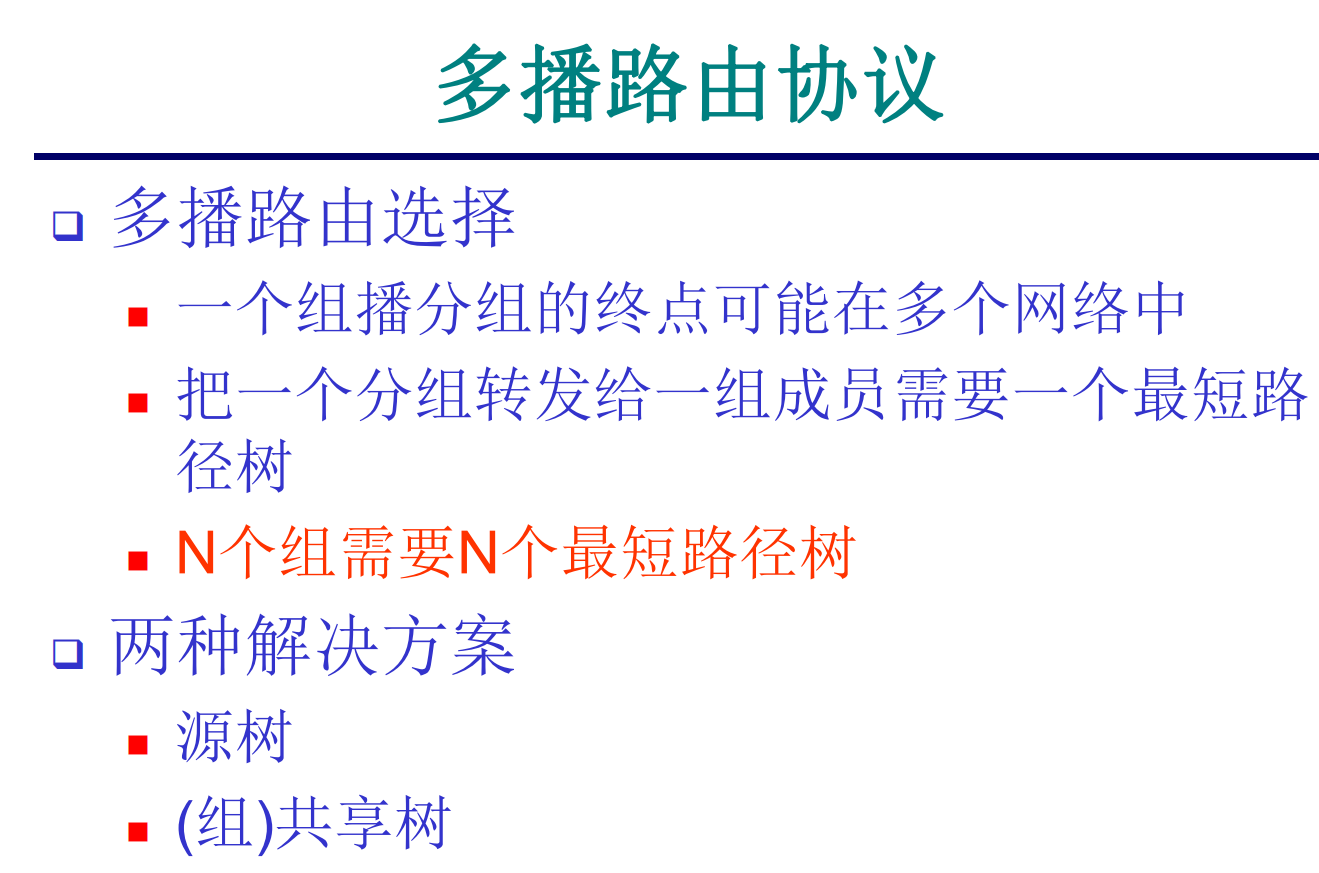 多播路由协议
多播路由选择
一个组播分组的终点可能在多个网络中
把一个分组转发给一组成员需要一个最短路
径树
N个组需要N个最短路径树
两种解决方案
源树
(组)共享树